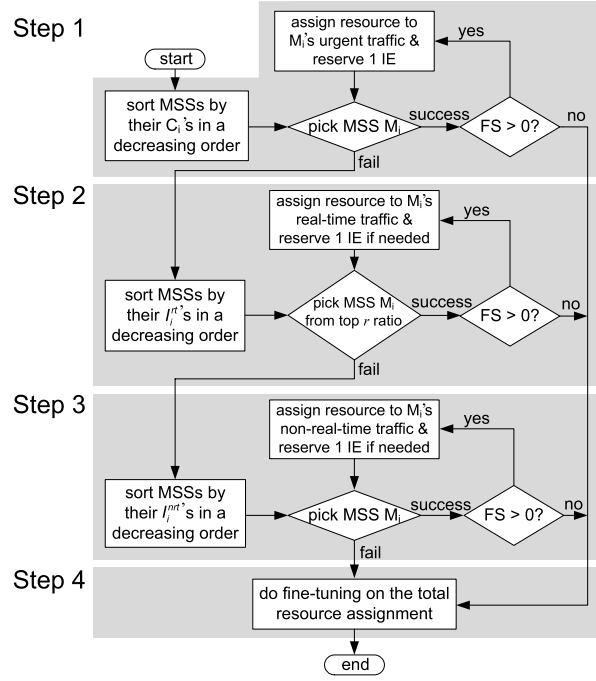 Step 1
start
assign resource to
Mᵢ's urgent traffic &
reserve 1 IE
yes
sort MSSs by
their Cᵢ's in a
decreasing order
pick MSS Mᵢ
success
FS > 0?
no
fail
Step 2
assign resource to Mᵢ's
real-time traffic &
reserve 1 IE if needed
yes
sort MSSs by
their Iᵢʳᵗ's in a
decreasing order
pick MSS Mᵢ
from top r ratio
success
FS > 0?
no
fail
Step 3
assign resource to Mᵢ's
non-real-time traffic &
reserve 1 IE if needed
yes
sort MSSs by
their Iᵢⁿʳᵗ's in a
decreasing order
pick MSS Mᵢ
success
FS > 0?
no
fail
Step 4
do fine-tuning on the total
resource assignment
end